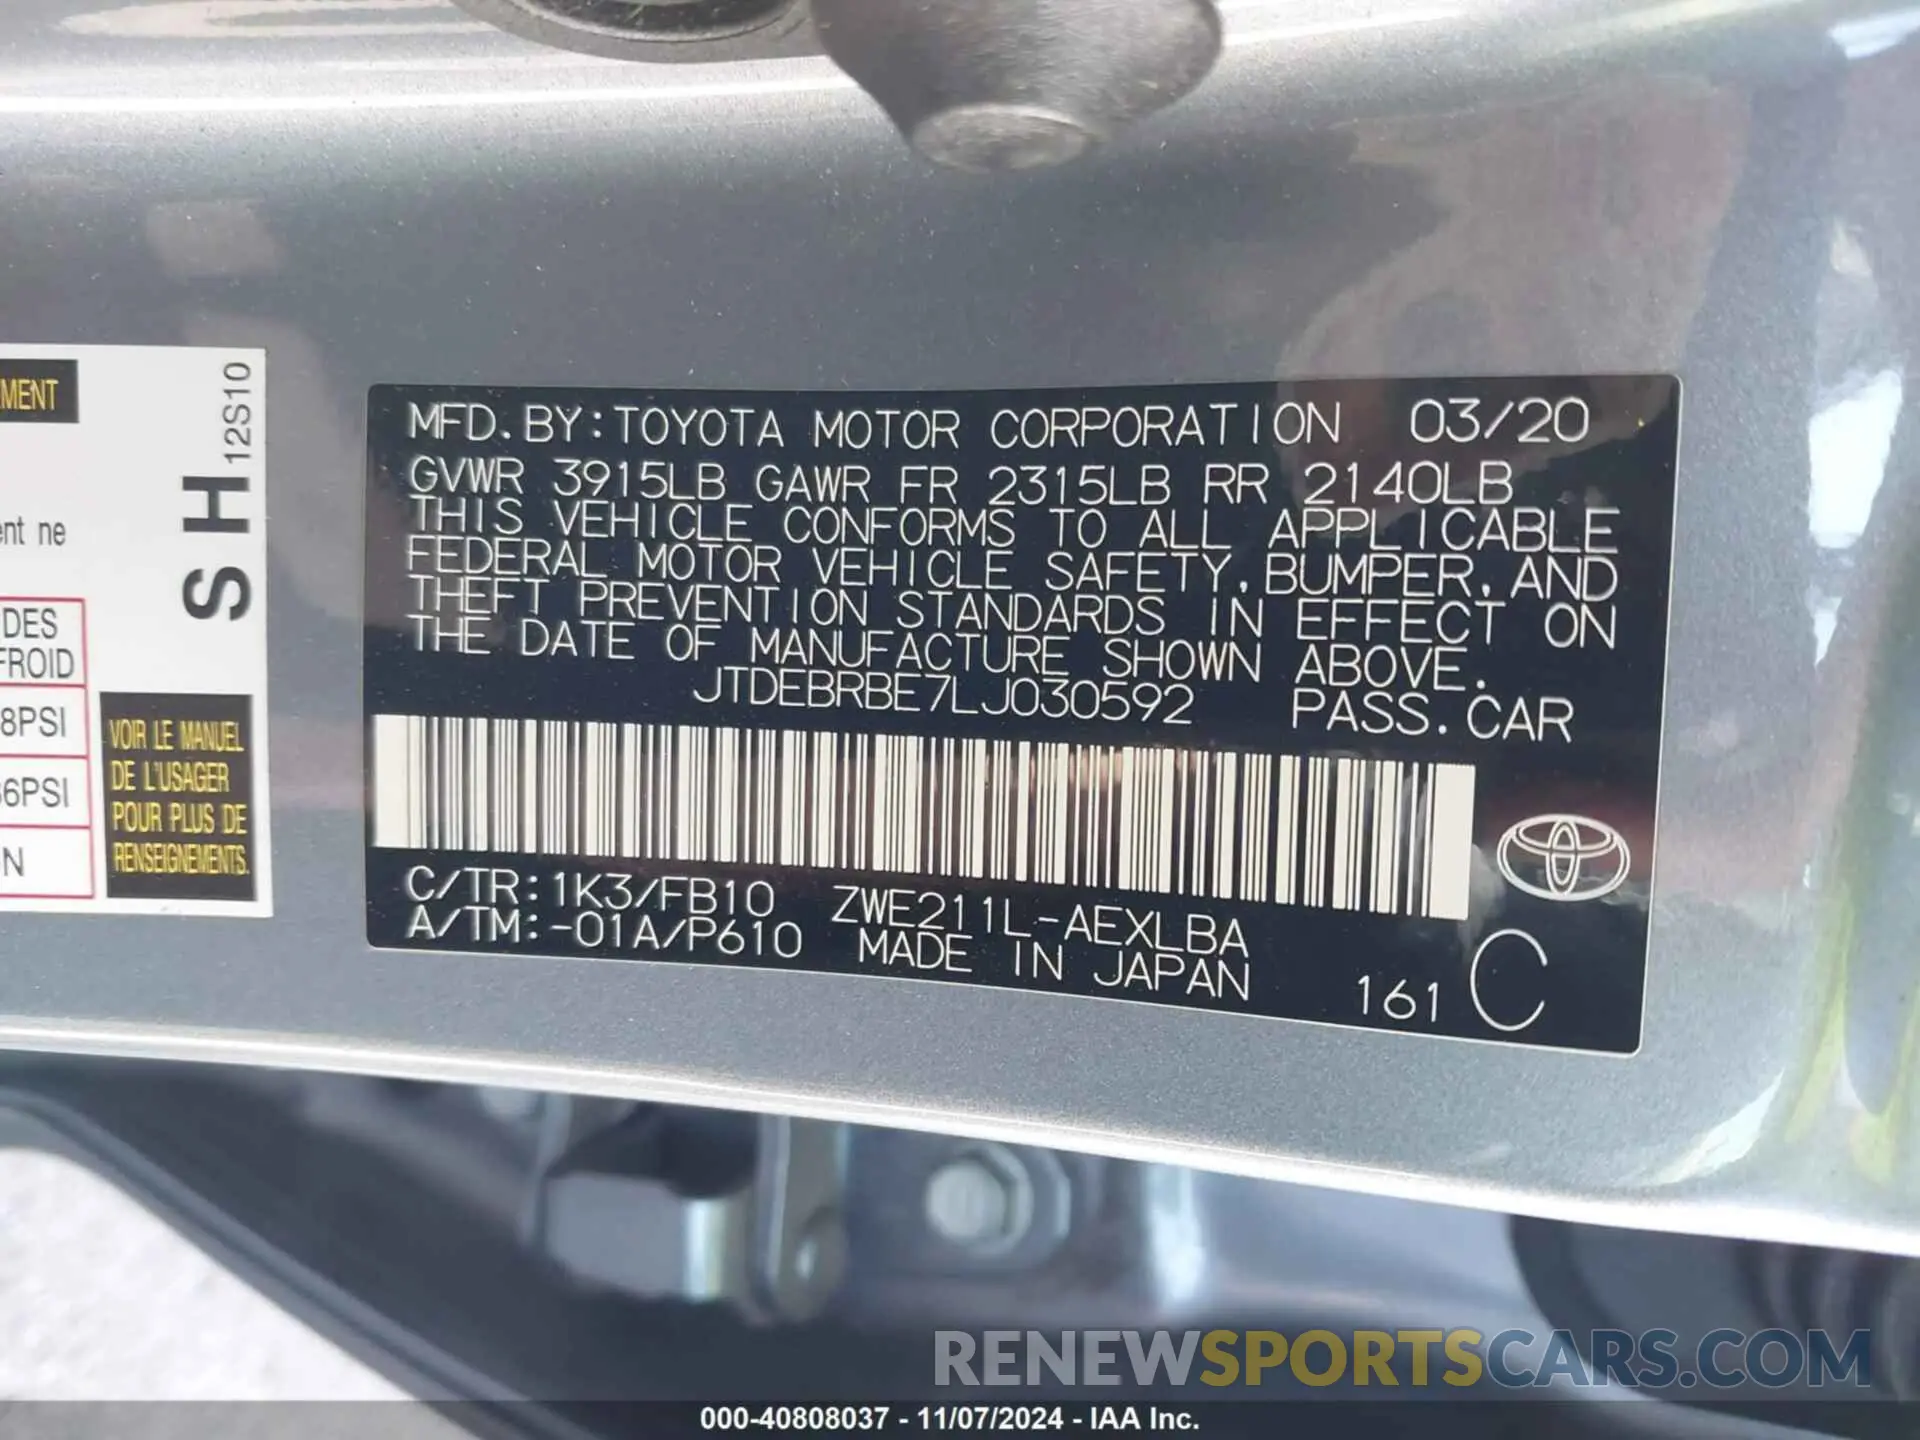 MENT
12S10
S H
ent ne
DES
FROID
8PSI
36PSI
N
VOIR LE MANUEL
DE L'USAGER
POUR PLUS DE
RENSEIGNEMENTS.
MFD. BY: TOYOTA MOTOR CORPORATION 03/20
GVWR 3915LB GAWR FR 2315LB RR 2140LB
THIS VEHICLE CONFORMS TO ALL APPLICABLE
FEDERAL MOTOR VEHICLE SAFETY, BUMPER, AND
THEFT PREVENTION STANDARDS IN EFFECT ON
THE DATE OF MANUFACTURE SHOWN ABOVE.
JTDEBRBE7LJ030592 PASS. CAR
C/TR: 1K3/FB10 ZWE211L-AEXLBA
A/TM: -01A/P610 MADE IN JAPAN
161 C
RENEWSPORTSCARS.COM
000-40808037 - 11/07/2024 - IAA Inc.